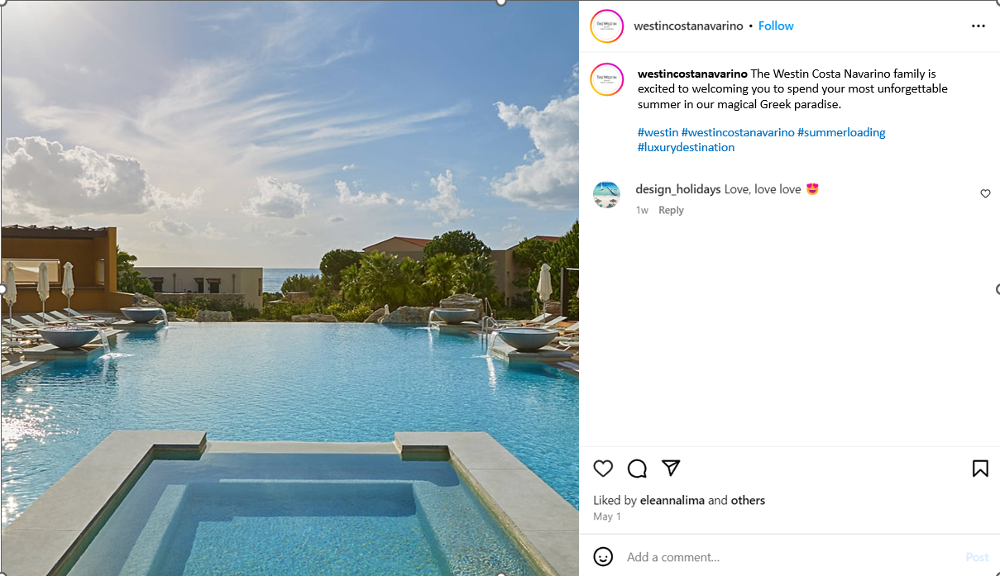 westincostanavarino • Follow
westincostanavarino The Westin Costa Navarino family is
excited to welcoming you to spend your most unforgettable
summer in our magical Greek paradise.
#westin #westincostanavarino #summerloading
#luxurydestination
design_holidays Love, love love 😍
1w Reply
Liked by eleannalima and others
May 1
Add a comment...
Post